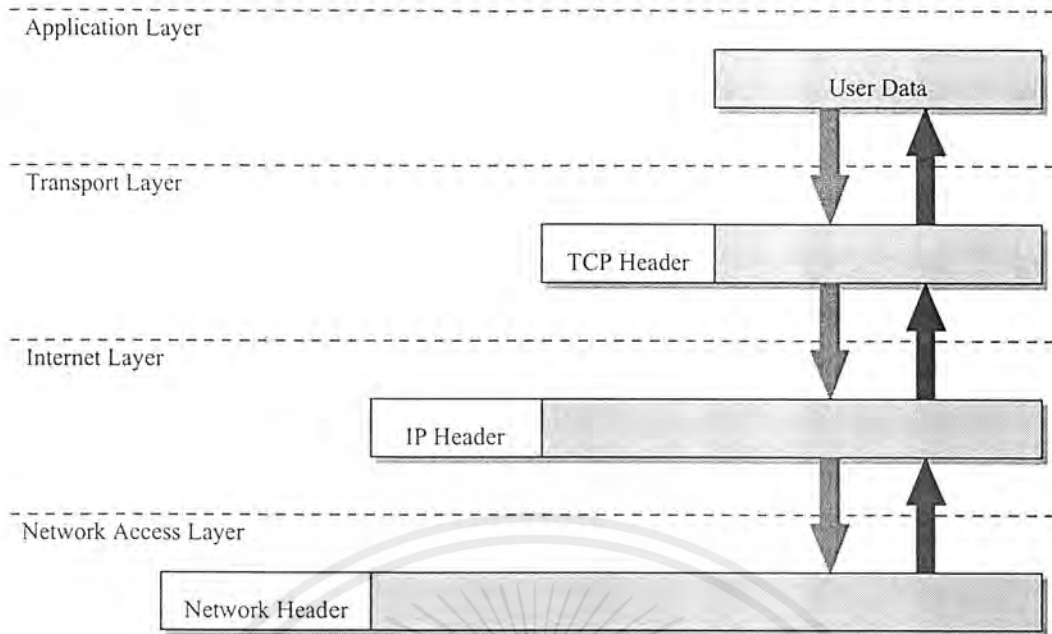 Application Layer
User Data
Transport Layer
TCP Header
Internet Layer
IP Header
Network Access Layer
Network Header